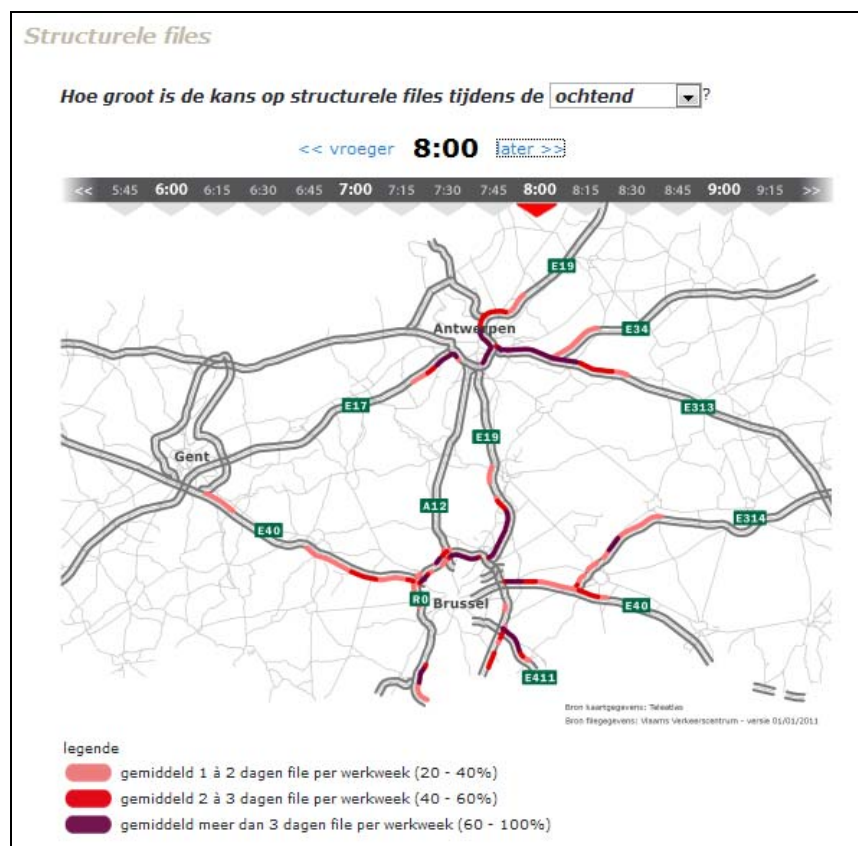 Structurele files
Hoe groot is de kans op structurele files tijdens de ochtend ?
<< vroeger 8:00 later >>
<< 5:45 6:00 6:15 6:30 6:45 7:00 7:15 7:30 7:45 8:00 8:15 8:30 8:45 9:00 9:15 >>
E19
Antwerpen
E34
E17
E313
E19
Gent
A12
E314
E40
R0
Brussel
E40
E411
Bron kaartgegevens: Teleatlas
Bron filegegevens: Vlaams Verkeerscentrum - versie 01/01/2011
legende
gemiddeld 1 à 2 dagen file per werkweek (20 - 40%)
gemiddeld 2 à 3 dagen file per werkweek (40 - 60%)
gemiddeld meer dan 3 dagen file per werkweek (60 - 100%)